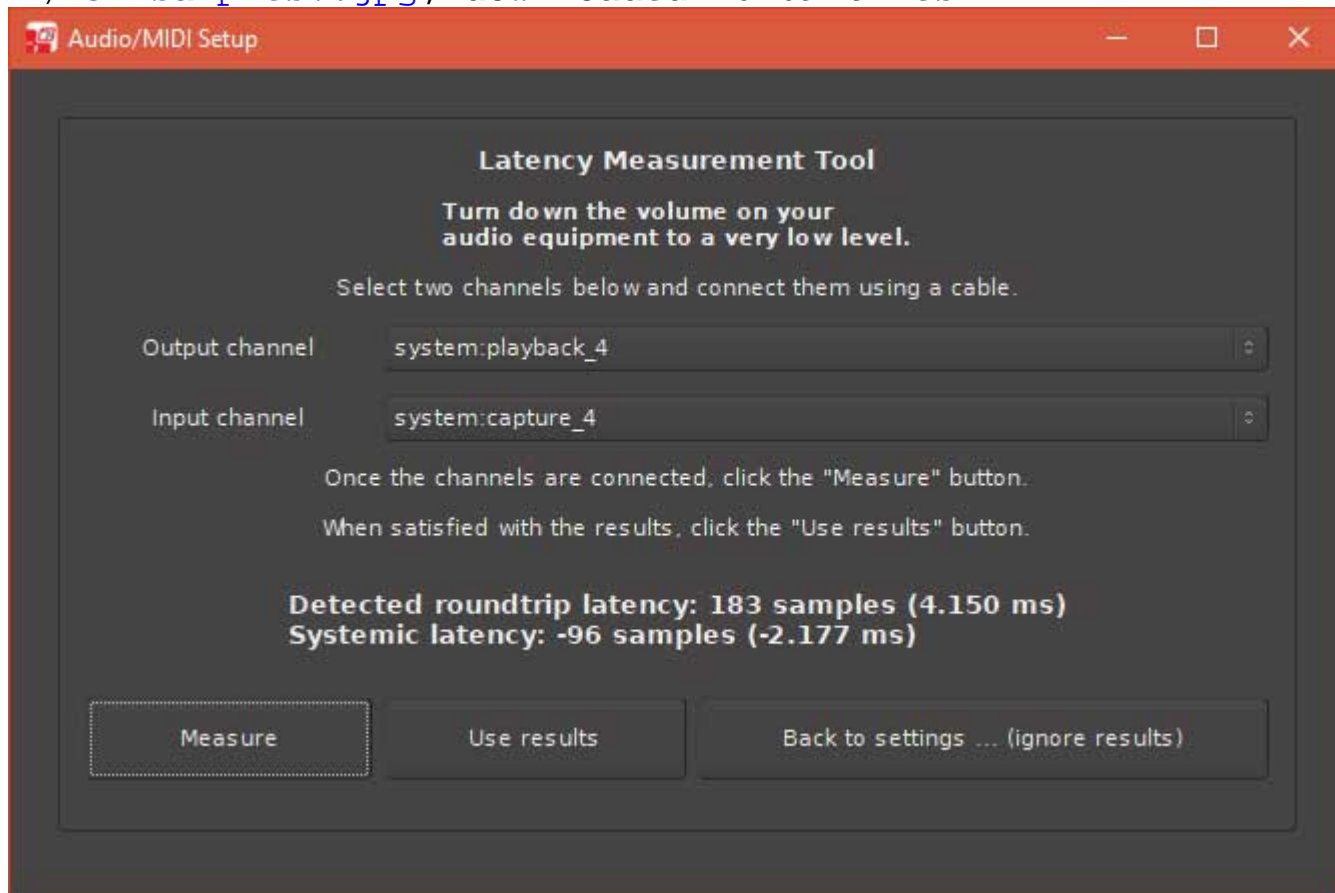 Audio/MIDI Setup
Latency Measurement Tool
Turn down the volume on your
audio equipment to a very low level.
Select two channels below and connect them using a cable.
Output channel system:playback_4
Input channel system:capture_4
Once the channels are connected, click the "Measure" button.
When satisfied with the results, click the "Use results" button.
Detected roundtrip latency: 183 samples (4.150 ms)
Systemic latency: -96 samples (-2.177 ms)
Measure Use results Back to settings ... (ignore results)